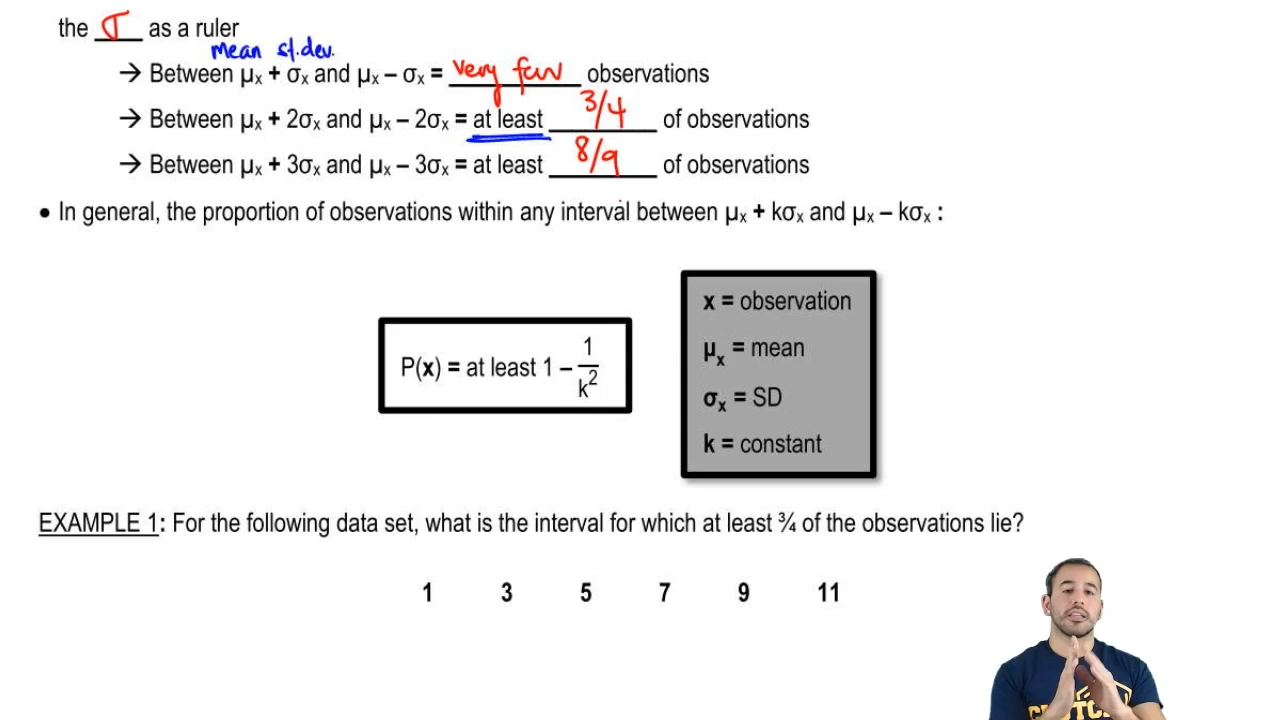 the σ as a ruler
mean st.dev.
→ Between μₓ + σₓ and μₓ – σₓ = very few observations
→ Between μₓ + 2σₓ and μₓ – 2σₓ = at least 3/4 of observations
→ Between μₓ + 3σₓ and μₓ – 3σₓ = at least 8/9 of observations
• In general, the proportion of observations within any interval between μₓ + kσₓ and μₓ – kσₓ :
x = observation
μₓ = mean
P(x) = at least 1 – 1/k²
σₓ = SD
k = constant
EXAMPLE 1: For the following data set, what is the interval for which at least ¾ of the observations lie?
1 3 5 7 9 11